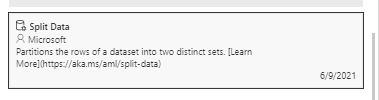 Split Data
Microsoft
Partitions the rows of a dataset into two distinct sets. [Learn
More](https://aka.ms/aml/split-data)
6/9/2021